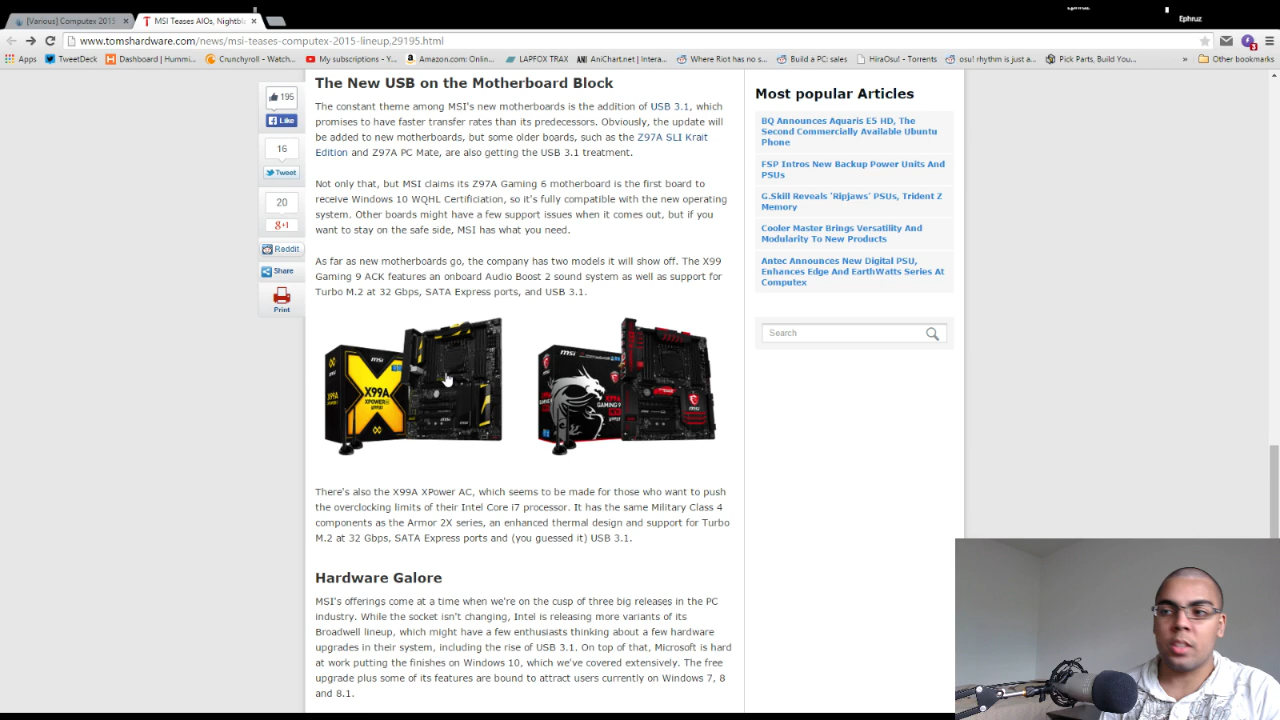 Ephruz
Ephruz
[Various] Computex 2015
MSI Teases AIOs, Nightbl
www.tomshardware.com/news/msi-teases-computex-2015-lineup,29195.html
Apps
TweetDeck
Dashboard | Hummi...
Crunchyroll - Watch...
My subscriptions - Y...
Amazon.com: Onlin...
LAPFOX TRAX
AniChart.net | Intera...
Where Riot has no s...
Build a PC: sales
HiraOsu! - Torrents
osu! rhythm is just a...
Pick Parts, Build You...
Other bookmarks
195
Like
16
Tweet
20
+1
Reddit
Share
Print
The New USB on the Motherboard Block
The constant theme among MSI's new motherboards is the addition of USB 3.1, which
promises to have faster transfer rates than its predecessors. Obviously, the update will
be added to new motherboards, but some older boards, such as the Z97A SLI Krait
Edition and Z97A PC Mate, are also getting the USB 3.1 treatment.
Not only that, but MSI claims its Z97A Gaming 6 motherboard is the first board to
receive Windows 10 WQHL Certificiation, so it's fully compatible with the new operating
system. Other boards might have a few support issues when it comes out, but if you
want to stay on the safe side, MSI has what you need.
As far as new motherboards go, the company has two models it will show off. The X99
Gaming 9 ACK features an onboard Audio Boost 2 sound system as well as support for
Turbo M.2 at 32 Gbps, SATA Express ports, and USB 3.1.
msi
X99A
XPOWER AC
X99A
msi
X99A
GAMING 9
There's also the X99A XPower AC, which seems to be made for those who want to push
the overclocking limits of their Intel Core i7 processor. It has the same Military Class 4
components as the Armor 2X series, an enhanced thermal design and support for Turbo
M.2 at 32 Gbps, SATA Express ports and (you guessed it) USB 3.1.
Hardware Galore
MSI's offerings come at a time when we're on the cusp of three big releases in the PC
industry. While the socket isn't changing, Intel is releasing more variants of its
Broadwell lineup, which might have a few enthusiasts thinking about a few hardware
upgrades in their system, including the rise of USB 3.1. On top of that, Microsoft is hard
at work putting the finishes on Windows 10, which we've covered extensively. The free
upgrade plus some of its features are bound to attract users currently on Windows 7, 8
and 8.1.
Most popular Articles
BQ Announces Aquaris E5 HD, The
Second Commercially Available Ubuntu
Phone
FSP Intros New Backup Power Units And
PSUs
G.Skill Reveals 'Ripjaws' PSUs, Trident Z
Memory
Cooler Master Brings Versatility And
Modularity To New Products
Antec Announces New Digital PSU,
Enhances Edge And EarthWatts Series At
Computex
Search